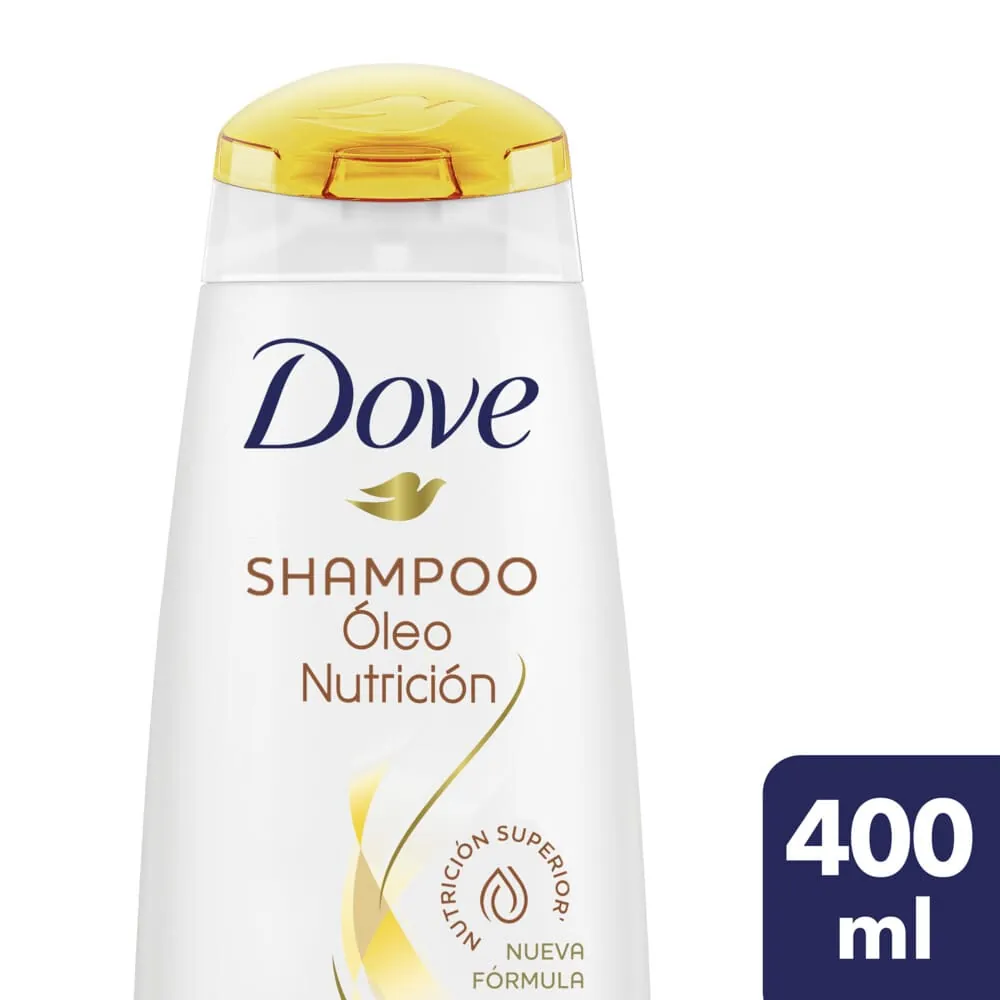 Dove
SHAMPOO
Óleo
Nutrición
NUTRICIÓN SUPERIOR
NUEVA
FÓRMULA
400
ml